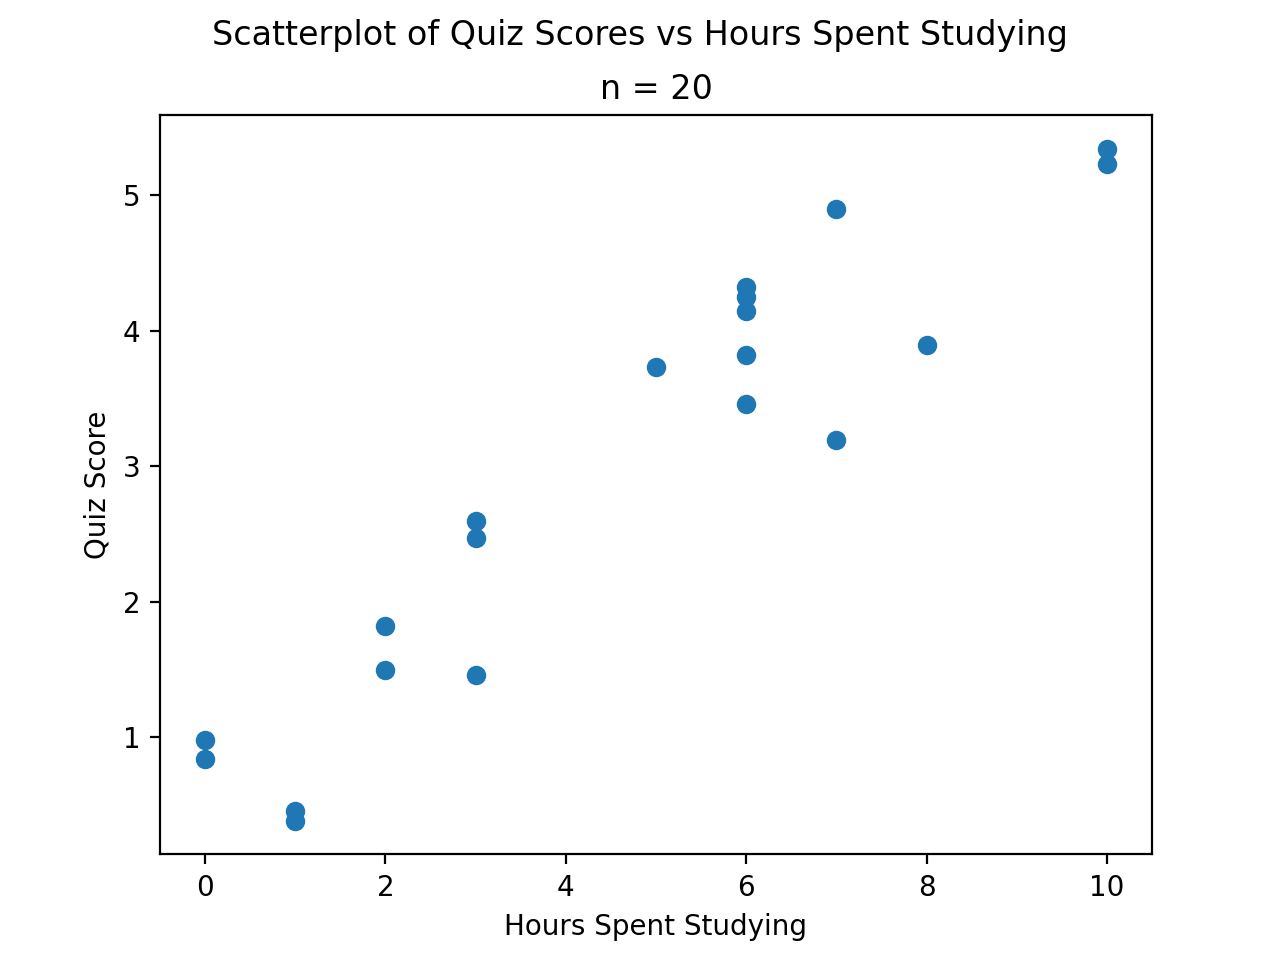 Scatterplot of Quiz Scores vs Hours Spent Studying
n = 20
5
4
3
2
1
Quiz Score
0 2 4 6 8 10
Hours Spent Studying